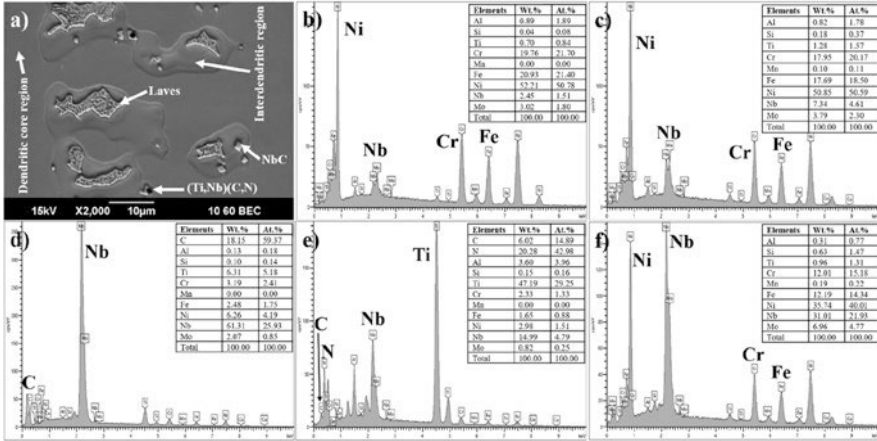 a)
Dendritic core region
Interdendritic region
Laves
NbC
(Ti,Nb)(C,N)
15kV X2,000 10µm 10 60 BEC
b)
Ni
Nb
Cr
Fe
Elements Wt.% At.%
Al 0.89 1.89
Si 0.04 0.08
Ti 0.70 0.84
Cr 19.76 21.70
Mn 0.00 0.00
Fe 20.93 21.40
Ni 52.21 50.78
Nb 2.45 1.51
Mo 3.02 1.80
Total 100.00 100.00
c)
Ni
Nb
Cr
Fe
Elements Wt.% At.%
Al 0.82 1.78
Si 0.18 0.37
Ti 1.28 1.57
Cr 17.95 20.17
Mn 0.10 0.11
Fe 17.69 18.50
Ni 50.85 50.59
Nb 7.34 4.61
Mo 3.79 2.30
Total 100.00 100.00
d)
Nb
C
Elements Wt.% At.%
C 18.15 59.37
Al 0.13 0.18
Si 0.10 0.14
Ti 6.31 5.18
Cr 3.19 2.41
Mn 0.00 0.00
Fe 2.48 1.75
Ni 6.26 4.19
Nb 61.31 25.93
Mo 2.07 0.85
Total 100.00 100.00
e)
Ti
Nb
C
N
Elements Wt.% At.%
C 6.02 14.89
N 20.28 42.98
Al 3.60 3.96
Si 0.15 0.16
Ti 47.19 29.25
Cr 2.33 1.33
Mn 0.00 0.00
Fe 1.65 0.88
Ni 2.98 1.51
Nb 14.99 4.79
Mo 0.82 0.25
Total 100.00 100.00
f)
Ni
Nb
Cr
Fe
Elements Wt.% At.%
Al 0.31 0.77
Si 0.63 1.47
Ti 0.96 1.31
Cr 12.01 15.18
Mn 0.19 0.22
Fe 12.19 14.34
Ni 35.74 40.01
Nb 31.01 21.93
Mo 6.96 4.77
Total 100.00 100.00